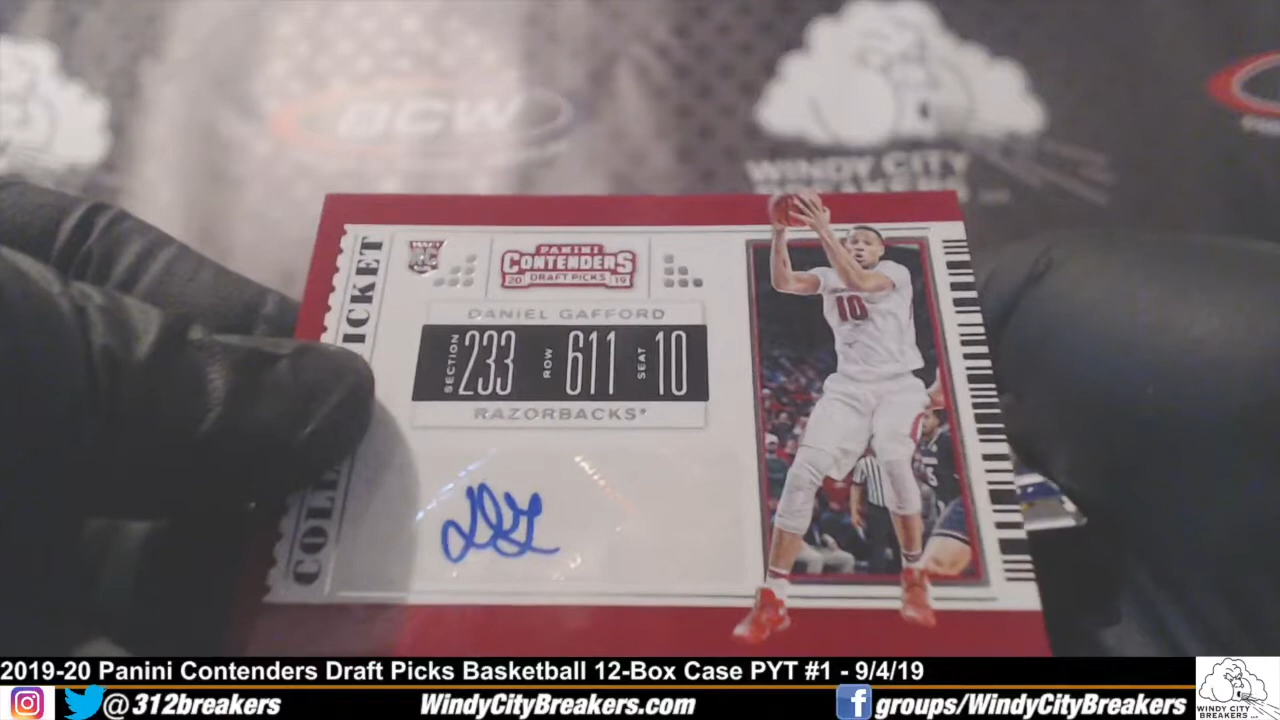 BCW
WINDY CITY
BREAKERS
PANINI
CONTENDERS
20 DRAFT PICKS 19
DANIEL GAFFORD
SECTION 233 ROW 611 SEAT 10
RAZORBACKS
10
2019-20 Panini Contenders Draft Picks Basketball 12-Box Case PYT #1 - 9/4/19
@312breakers
WindyCityBreakers.com
groups/WindyCityBreakers
WINDY CITY
BREAKERS LLC